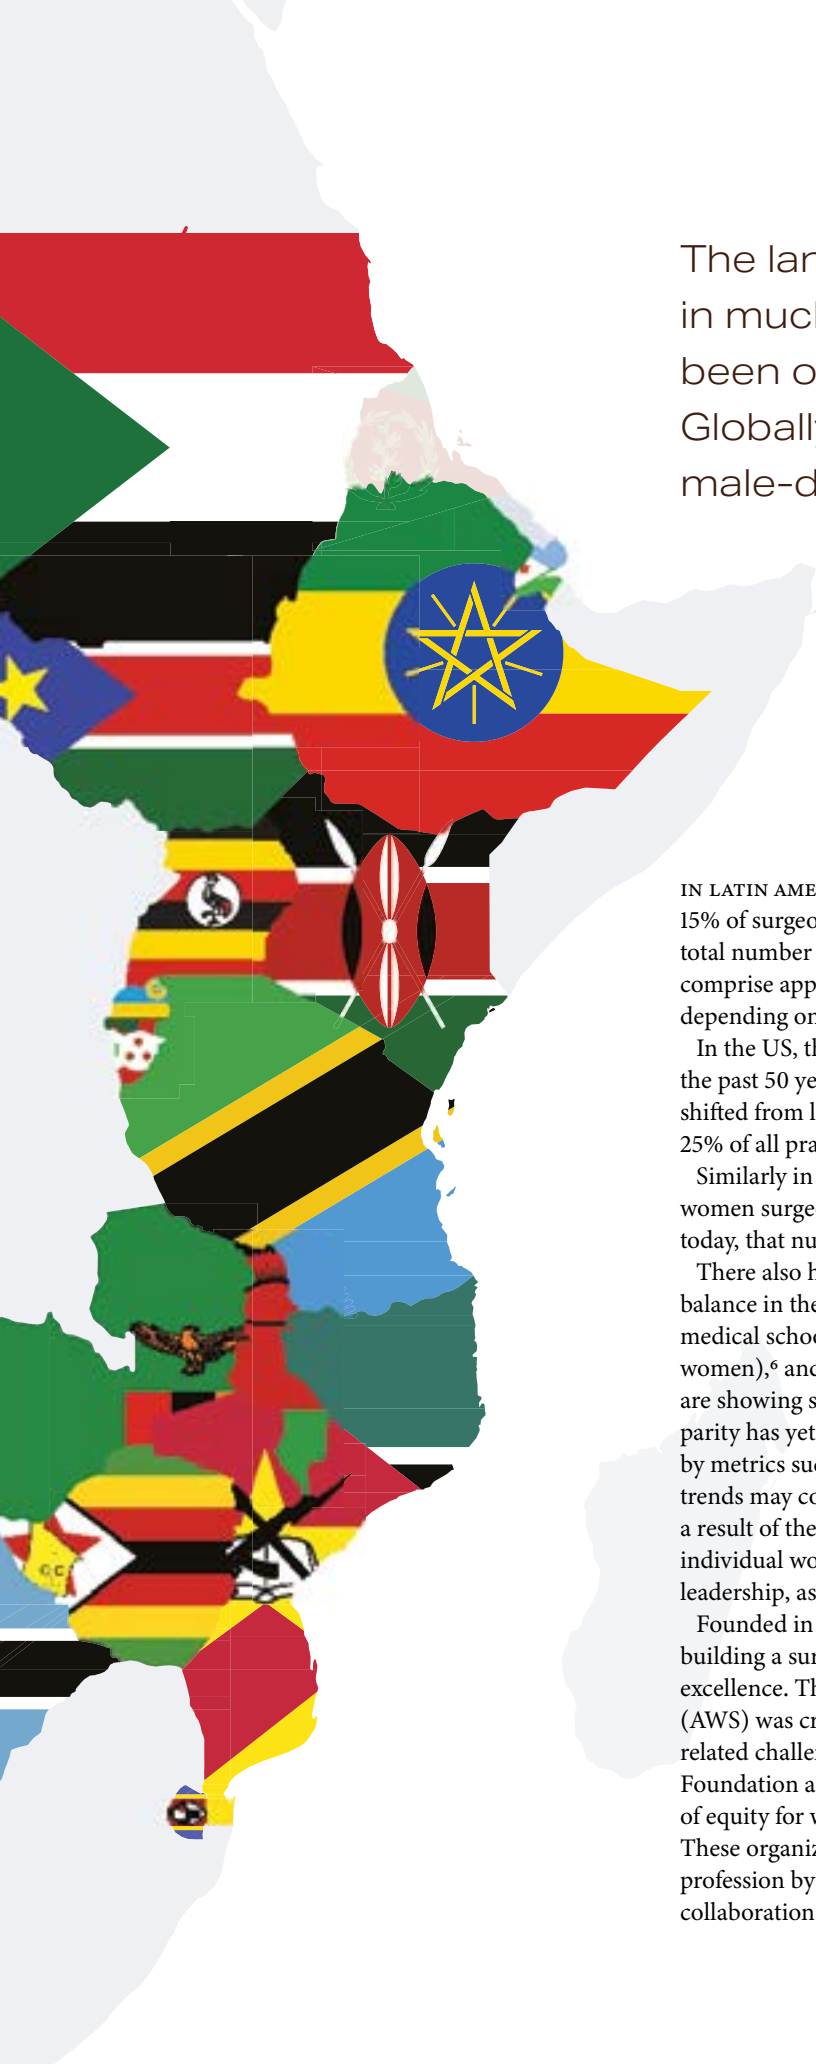 The lar
in much
been o
Globally
male-d
IN LATIN AME
15% of surgeo
total number
comprise app
depending on
In the US, th
the past 50 ye
shifted from l
25% of all pra
Similarly in
women surge
today, that nu
There also h
balance in the
medical schoo
women),⁶ and
are showing s
parity has yet
by metrics suc
trends may co
a result of the
individual wo
leadership, as
Founded in
building a sur
excellence. Th
(AWS) was cr
related challe
Foundation a
of equity for w
These organiz
profession by
collaboration